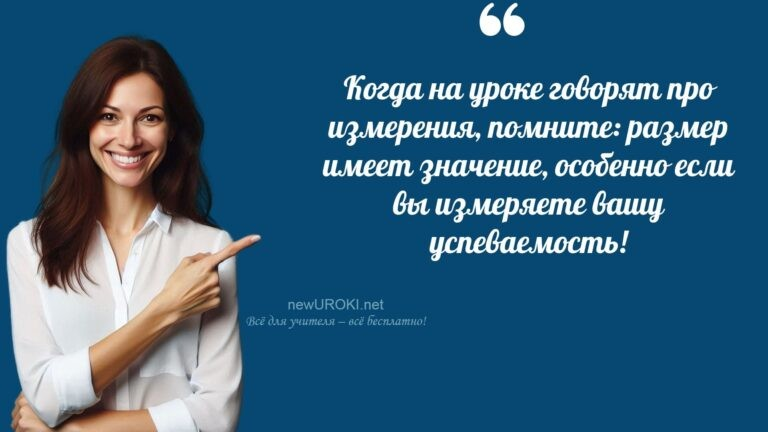 ❝
Когда на уроке говорят про
измерения, помните: размер
имеет значение, особенно если
вы измеряете вашу
успеваемость!
newUROKI.net
Всё для учителя – всё бесплатно!